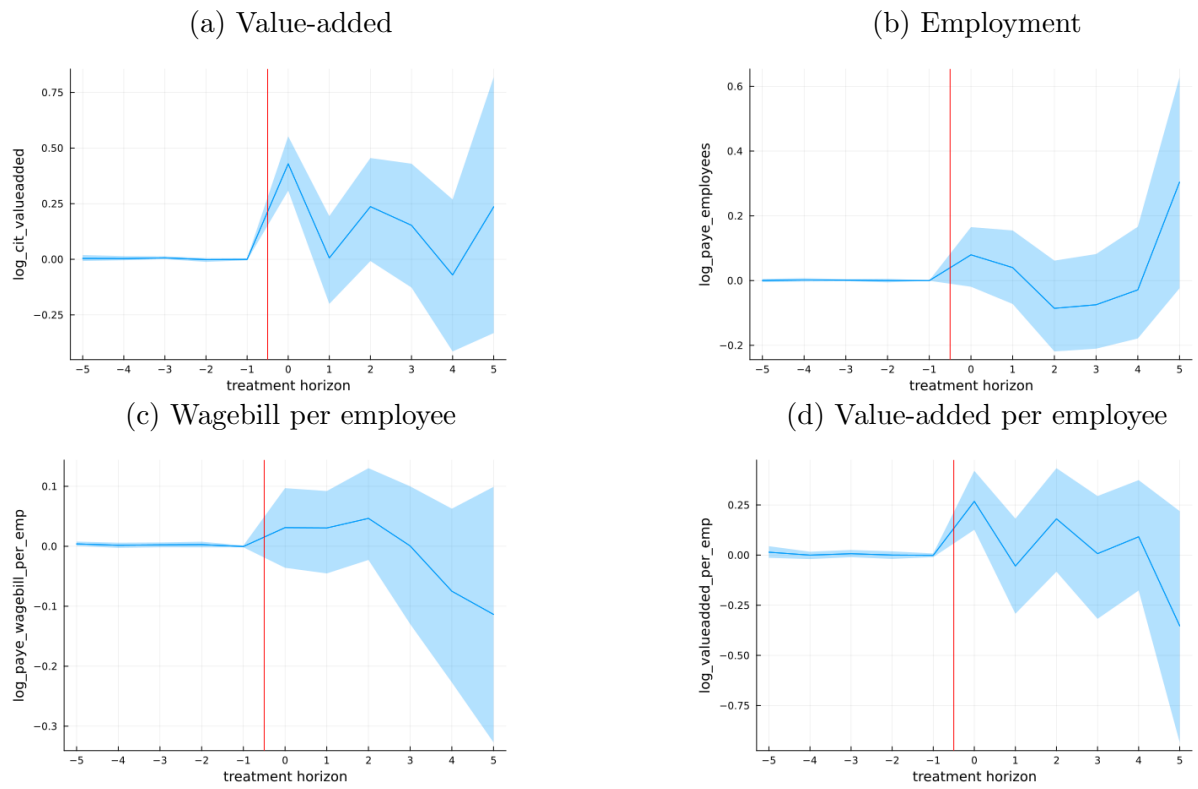 (a) Value-added
log_cit_valueadded
0.75
0.50
0.25
0.00
−0.25
−5 −4 −3 −2 −1 0 1 2 3 4 5
treatment horizon
(b) Employment
log_paye_employees
0.6
0.4
0.2
0.0
−0.2
−5 −4 −3 −2 −1 0 1 2 3 4 5
treatment horizon
(c) Wagebill per employee
log_paye_wagebill_per_emp
0.1
0.0
−0.1
−0.2
−0.3
−5 −4 −3 −2 −1 0 1 2 3 4 5
treatment horizon
(d) Value-added per employee
log_valueadded_per_emp
0.25
0.00
−0.25
−0.50
−0.75
−5 −4 −3 −2 −1 0 1 2 3 4 5
treatment horizon